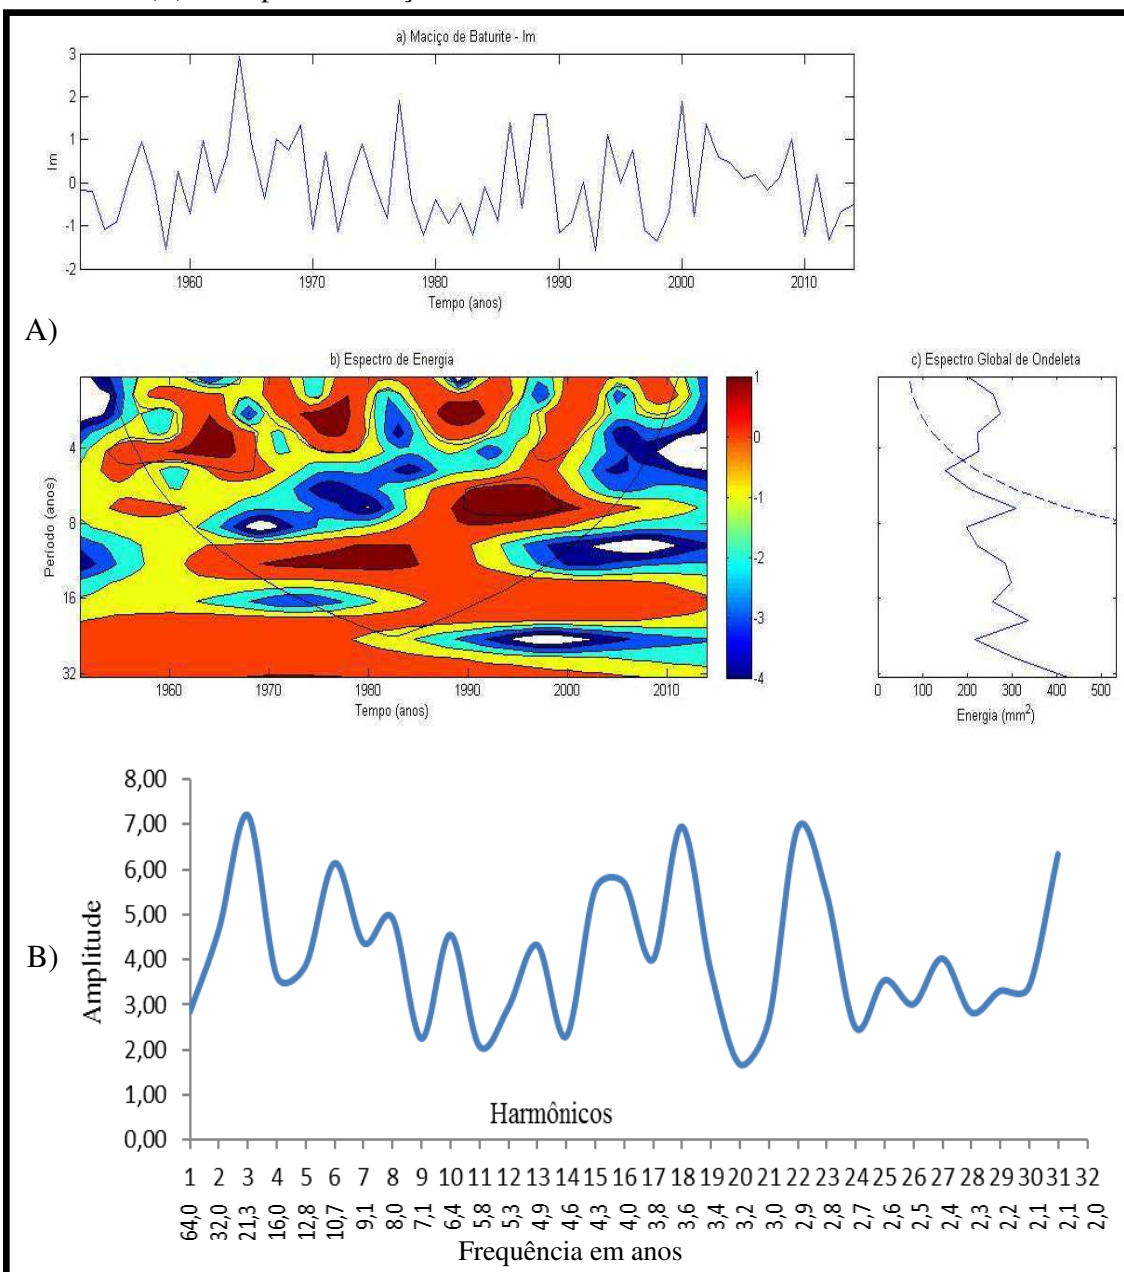 a) Maciço de Baturite - Im
3
2
1
0
-1
-2
Im
1960 1970 1980 1990 2000 2010
Tempo (anos)
A)
b) Espectro de Energia
4
8
16
32
Período (anos)
1960 1970 1980 1990 2000 2010
Tempo (anos)
1
0
-1
-2
-3
-4
c) Espectro Global de Ondeleta
0 100 200 300 400 500
Energia (mm2)
B)
8,00
7,00
6,00
5,00
4,00
3,00
2,00
1,00
0,00
Amplitude
Harmônicos
1 2 3 4 5 6 7 8 9 10 11 12 13 14 15 16 17 18 19 20 21 22 23 24 25 26 27 28 29 30 31 32
64,0 32,0 21,3 16,0 12,8 10,7 9,1 8,0 7,1 6,4 5,8 5,3 4,9 4,6 4,3 4,0 3,8 3,6 3,4 3,2 3,0 2,9 2,8 2,7 2,6 2,5 2,4 2,3 2,2 2,1 2,1 2,0
Frequência em anos